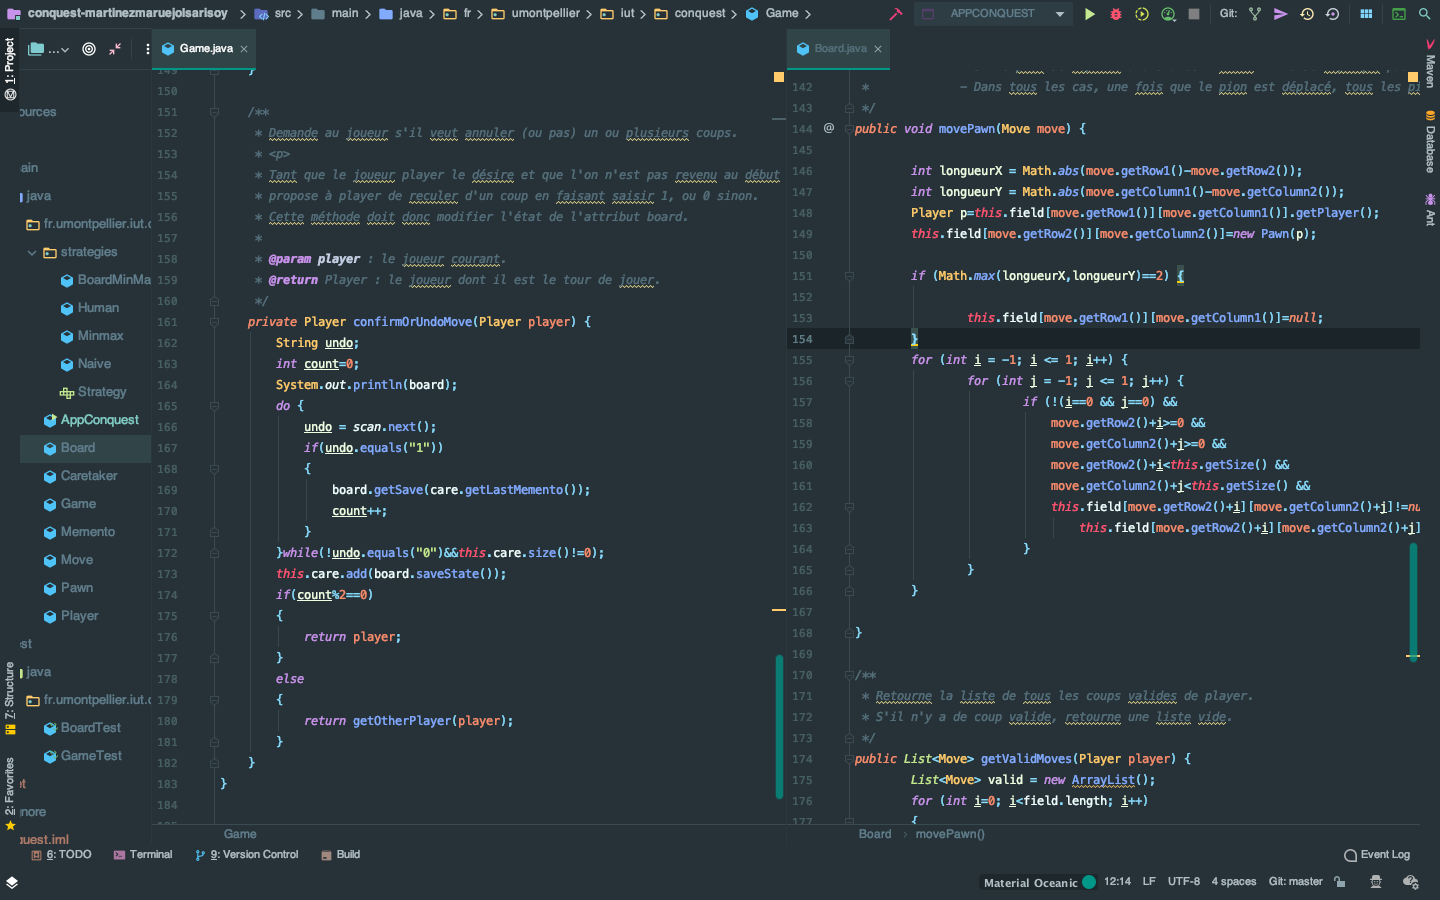 conquest-martinezmaruejolsarisoy
src
main
java
fr
umontpellier
iut
conquest
Game
APPCONQUEST
Git:
1: Project
...
Game.java
Board.java
ources
ain
java
fr.umontpellier.iut.c
strategies
BoardMinMa
Human
Minmax
Naive
Strategy
AppConquest
Board
Caretaker
Game
Memento
Move
Pawn
Player
est
java
fr.umontpellier.iut.c
BoardTest
GameTest
nore
quest.iml
7: Structure
2: Favorites
149 }
150
151 /**
152 * Demande au joueur s'il veut annuler (ou pas) un ou plusieurs coups.
153 * <p>
154 * Tant que le joueur player le désire et que l'on n'est pas revenu au début
155 * propose à player de reculer d'un coup en faisant saisir 1, ou 0 sinon.
156 * Cette méthode doit donc modifier l'état de l'attribut board.
157 *
158 * @param player : le joueur courant.
159 * @return Player : le joueur dont il est le tour de jouer.
160 */
161 private Player confirmOrUndoMove(Player player) {
162 String undo;
163 int count=0;
164 System.out.println(board);
165 do {
166 undo = scan.next();
167 if(undo.equals("1"))
168 {
169 board.getSave(care.getLastMemento());
170 count++;
171 }
172 }while(!undo.equals("0")&&this.care.size()!=0);
173 this.care.add(board.saveState());
174 if(count%2==0)
175 {
176 return player;
177 }
178 else
179 {
180 return getOtherPlayer(player);
181 }
182 }
183 }
184
Game
142 * - Dans tous les cas, une fois que le pion est déplacé, tous les pi
143 */
144 @ public void movePawn(Move move) {
145
146 int longueurX = Math.abs(move.getRow1()-move.getRow2());
147 int longueurY = Math.abs(move.getColumn1()-move.getColumn2());
148 Player p=this.field[move.getRow1()][move.getColumn1()].getPlayer();
149 this.field[move.getRow2()][move.getColumn2()]=new Pawn(p);
150
151 if (Math.max(longueurX,longueurY)==2) {
152
153 this.field[move.getRow1()][move.getColumn1()]=null;
154 }
155 for (int i = -1; i <= 1; i++) {
156 for (int j = -1; j <= 1; j++) {
157 if (!(i==0 && j==0) &&
158 move.getRow2()+i>=0 &&
159 move.getColumn2()+j>=0 &&
160 move.getRow2()+i<this.getSize() &&
161 move.getColumn2()+j<this.getSize() &&
162 this.field[move.getRow2()+i][move.getColumn2()+j]!=nu
163 this.field[move.getRow2()+i][move.getColumn2()+j]
164 }
165 }
166 }
167
168 }
169
170 /**
171 * Retourne la liste de tous les coups valides de player.
172 * S'il n'y a de coup valide, retourne une liste vide.
173 */
174 public List<Move> getValidMoves(Player player) {
175 List<Move> valid = new ArrayList();
176 for (int i=0; i<field.length; i++)
177 {
Board
movePawn()
Maven
Database
Ant
6: TODO
Terminal
9: Version Control
Build
Event Log
Material Oceanic
12:14
LF
UTF-8
4 spaces
Git: master